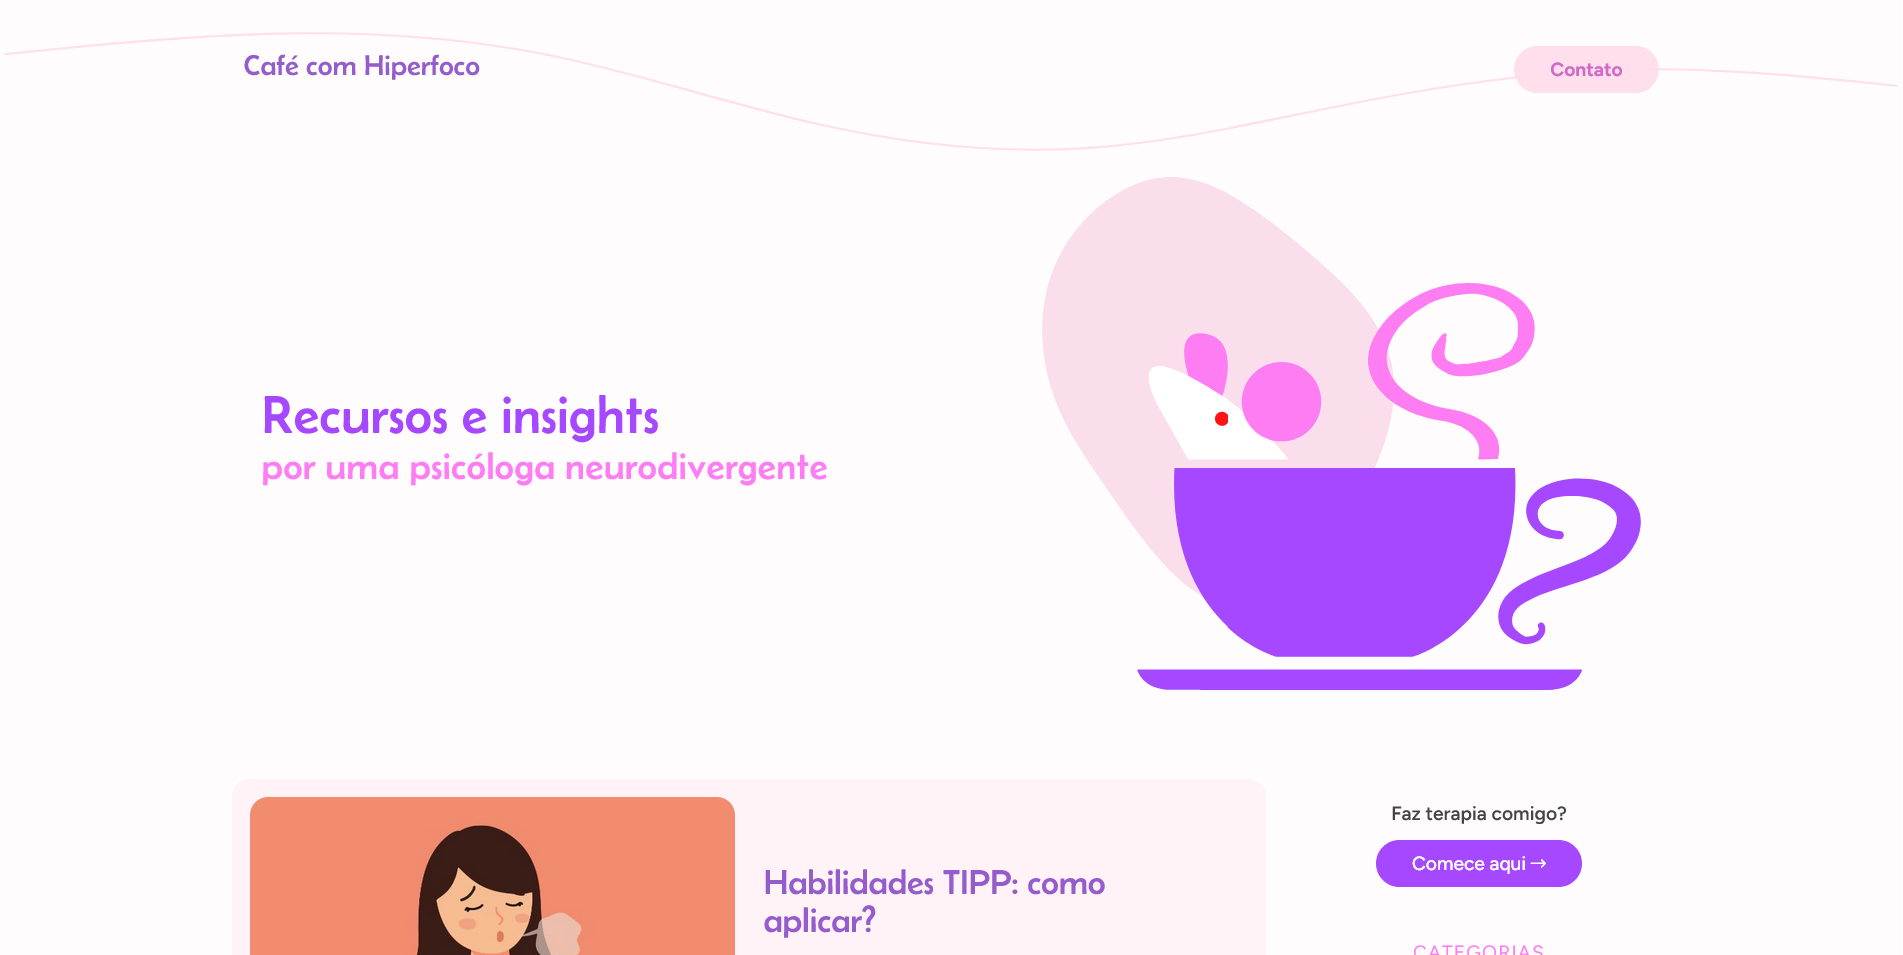 Café com Hiperfoco
Contato
Recursos e insights
por uma psicóloga neurodivergente
Habilidades TIPP: como
aplicar?
Faz terapia comigo?
Comece aqui →
CATEGORIAS